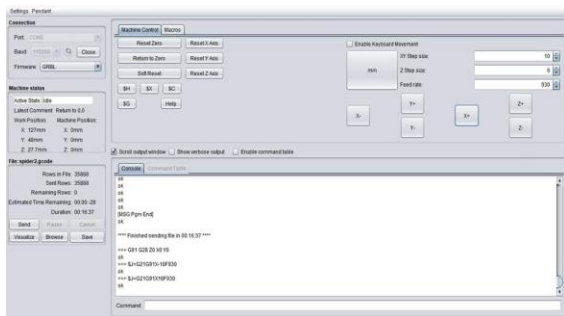 Settings Pendant
Connection
Port: COM6
Baud: 115200
Close
Firmware: GRBL
Machine status
Active State: Idle
Latest Comment: Return to 0,0
Work Position: Machine Position:
X: 127mm X: 0mm
Y: 48mm Y: 0mm
Z: 27.7mm Z: 0mm
File: spider2.gcode
Rows in File: 35866
Sent Rows: 35866
Remaining Rows: 0
Estimated Time Remaining: 00:00:-28
Duration: 00:16:37
Send Pause Cancel
Visualize Browse Save
Machine Control Macros
Reset Zero Reset X Axis
Return to Zero Reset Y Axis
Soft Reset Reset Z Axis
$H $X $C
$G Help
Enable Keyboard Movement
mm
XY Step size: 10
Z Step size:
Feed rate: 930
X- Y+ Y- X+ Z+ Z-
Scroll output window Show verbose output Enable command table
Console Command Table
ok
ok
ok
ok
[MSG:Pgm End]
ok
**** Finished sending file in 00:16:37 ****
>>> G91 G28 Z0 X0 Y0
ok
ok
ok
Command: